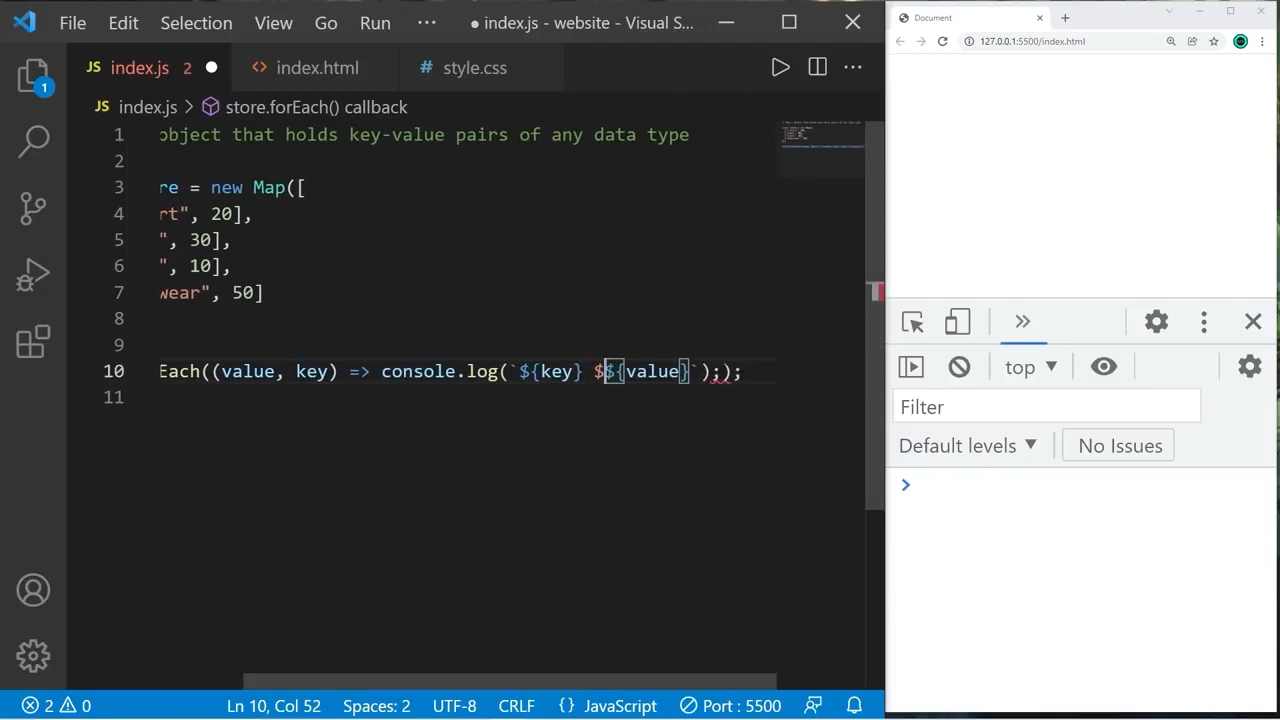 File Edit Selection View Go Run ··· ● index.js - website - Visual S...
JS index.js 2 ● <> index.html # style.css ···
JS index.js > store.forEach() callback
1 object that holds key-value pairs of any data type
2
3 re = new Map([
4 rt", 20],
5 ", 30],
6 ", 10],
7 wear", 50]
8
9
10 Each((value, key) => console.log(`${key} $${value}`););
11
1
2 0 Ln 10, Col 52 Spaces: 2 UTF-8 CRLF {} JavaScript Port : 5500
Document
127.0.0.1:5500/index.html
top
Filter
Default levels No Issues
>